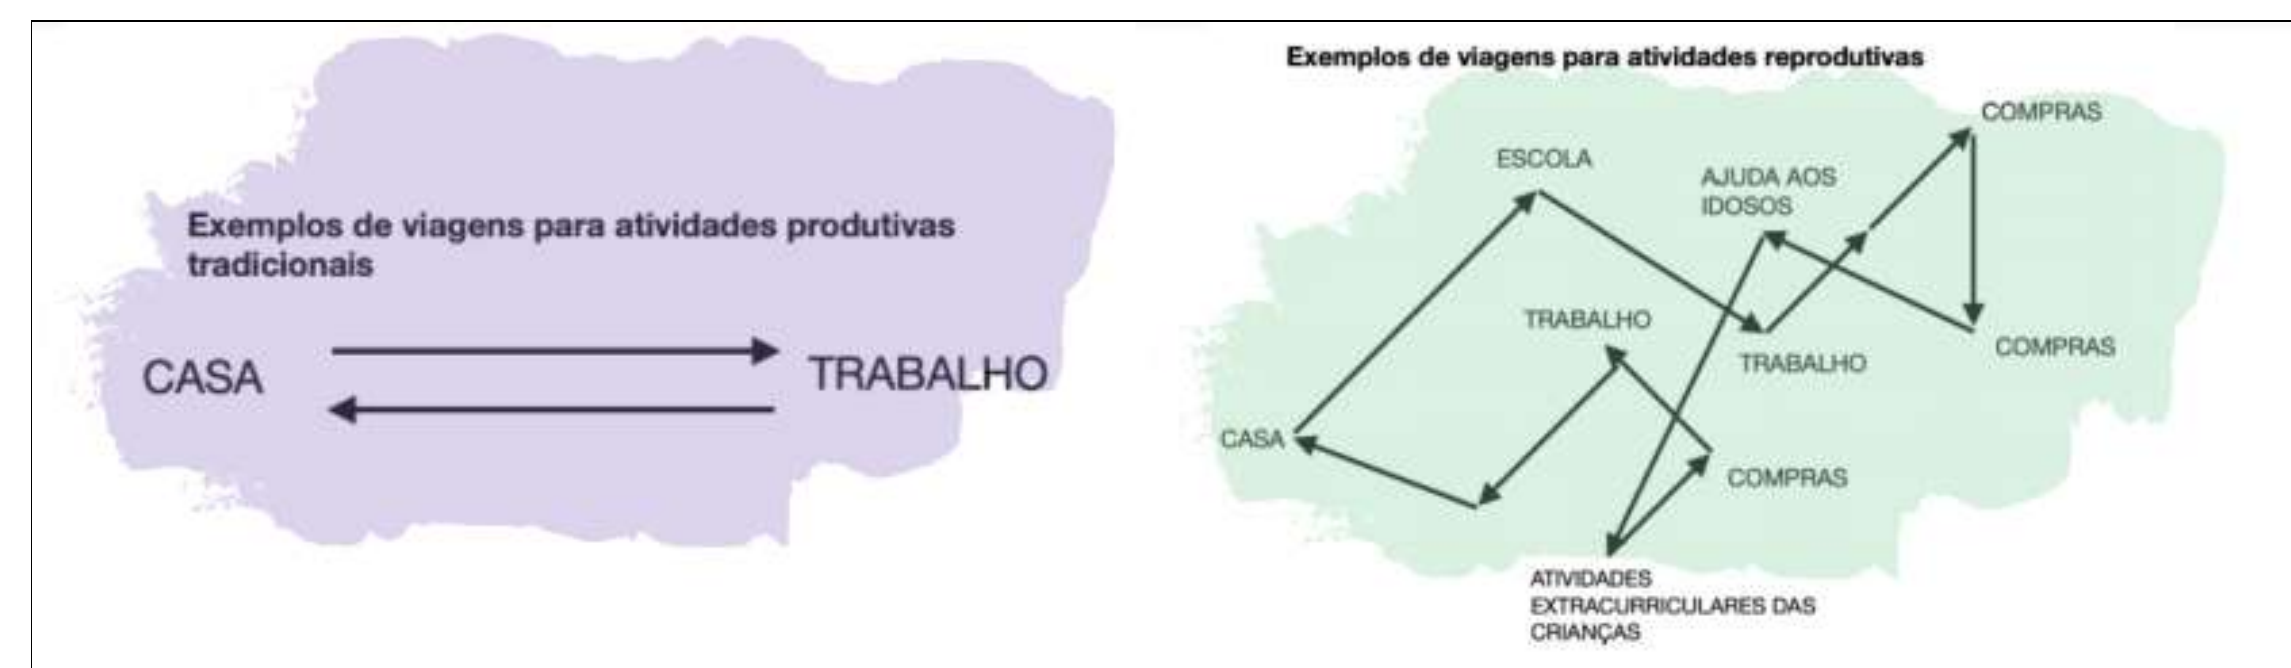 Exemplos de viagens para atividades produtivas
tradicionais
CASA
TRABALHO
Exemplos de viagens para atividades reprodutivas
COMPRAS
ESCOLA
AJUDA AOS
IDOSOS
TRABALHO
TRABALHO
COMPRAS
CASA
COMPRAS
ATIVIDADES
EXTRACURRICULARES DAS
CRIANÇAS